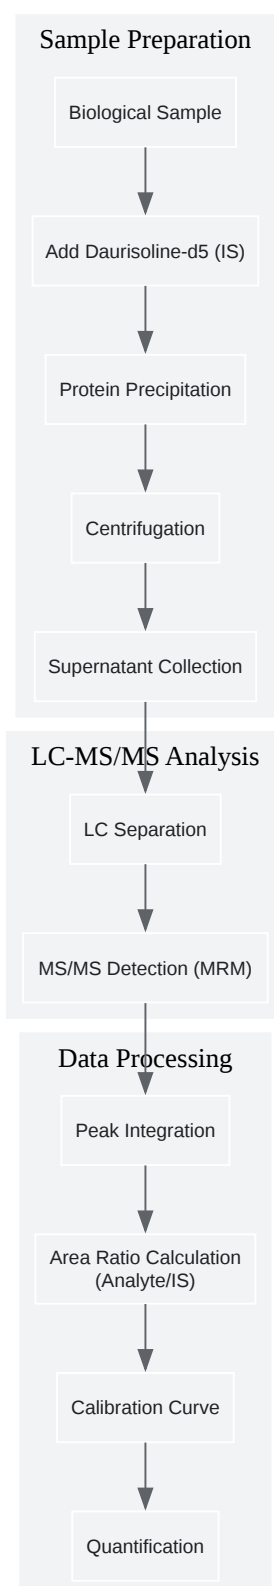 Sample Preparation
Biological Sample
Add Daurisoline-d5 (IS)
Protein Precipitation
Centrifugation
Supernatant Collection
LC-MS/MS Analysis
LC Separation
MS/MS Detection (MRM)
Data Processing
Peak Integration
Area Ratio Calculation
(Analyte/IS)
Calibration Curve
Quantification